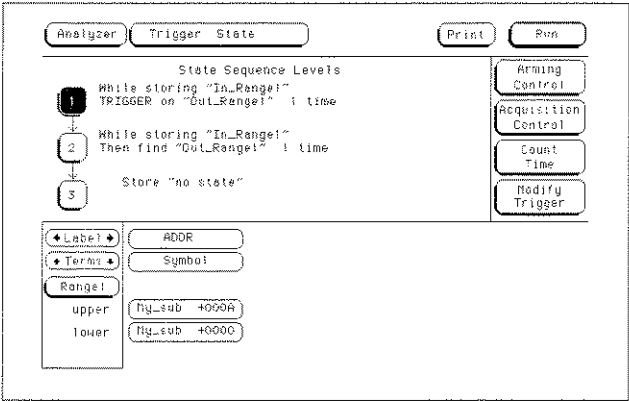 Analyzer Trigger State Print Run
State Sequence Levels
1 While storing "In_Range1"
TRIGGER on "Out_Range1" 1 time
2 While storing "In_Range1"
Then find "Out_Range1" 1 time
3 Store "no state"
Arming
Control
Acquisition
Control
Count
Time
Modify
Trigger
Label ADDR
Terms Symbol
Range1
upper My_sub +000A
lower My_sub +0000